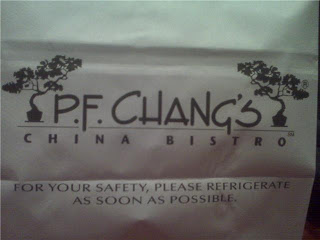 P.F. CHANG'S®
CHINA BISTRO
FOR YOUR SAFETY, PLEASE REFRIGERATE
AS SOON AS POSSIBLE.